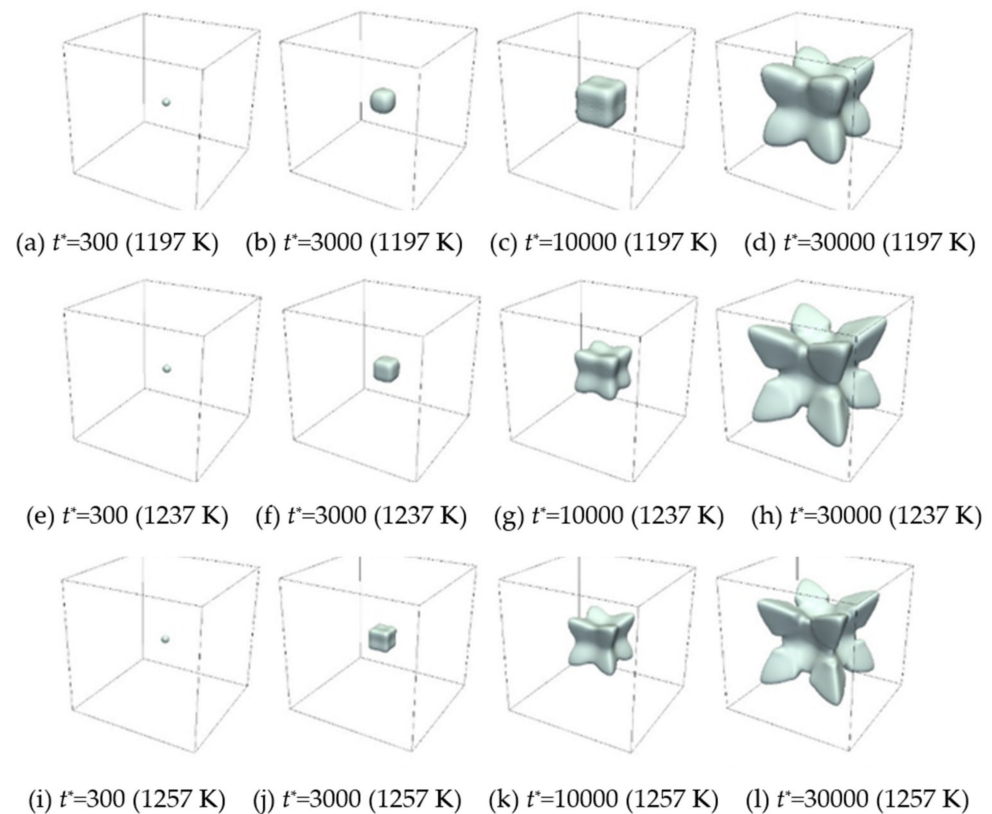 (a) t*=300 (1197 K) (b) t*=3000 (1197 K) (c) t*=10000 (1197 K) (d) t*=30000 (1197 K)
(e) t*=300 (1237 K) (f) t*=3000 (1237 K) (g) t*=10000 (1237 K) (h) t*=30000 (1237 K)
(i) t*=300 (1257 K) (j) t*=3000 (1257 K) (k) t*=10000 (1257 K) (l) t*=30000 (1257 K)